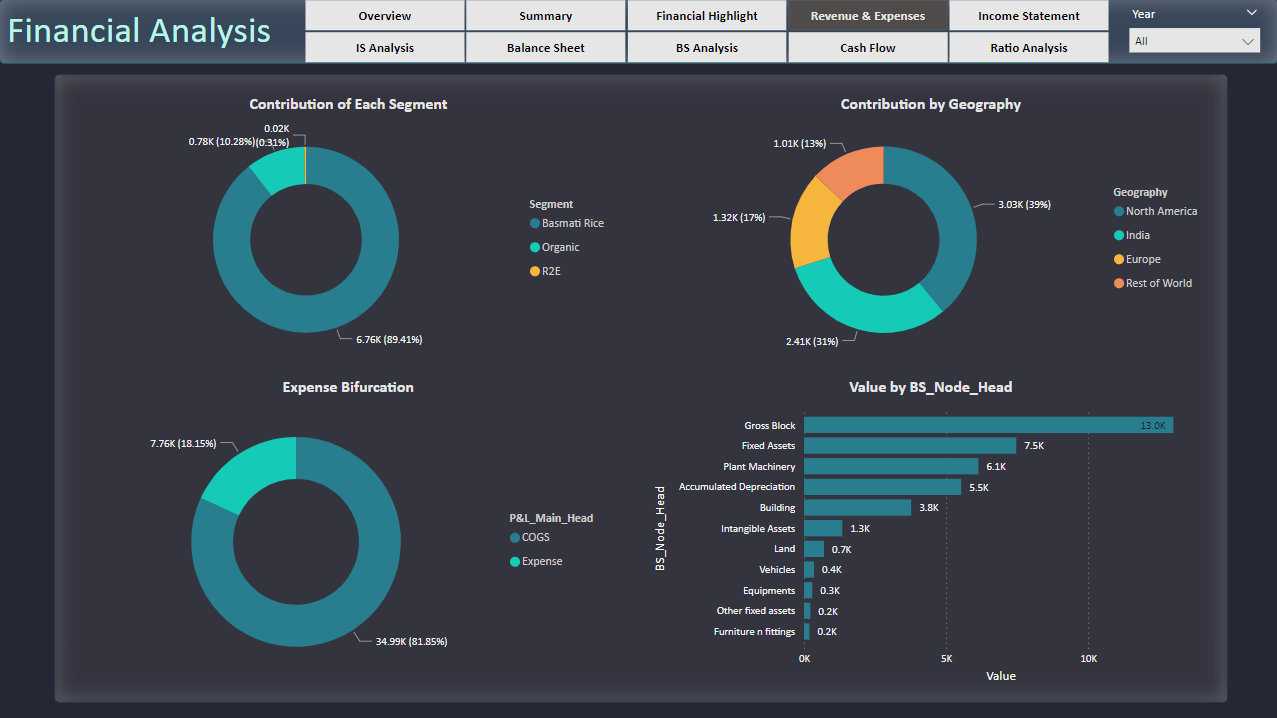 Financial Analysis
Overview
Summary
Financial Highlight
Revenue & Expenses
Income Statement
IS Analysis
Balance Sheet
BS Analysis
Cash Flow
Ratio Analysis
Year
All
Contribution of Each Segment
0.02K
0.78K (10.28%)(0.31%)
6.76K (89.41%)
Segment
Basmati Rice
Organic
R2E
Contribution by Geography
1.01K (13%)
1.32K (17%)
3.03K (39%)
2.41K (31%)
Geography
North America
India
Europe
Rest of World
Expense Bifurcation
7.76K (18.15%)
34.99K (81.85%)
P&L_Main_Head
COGS
Expense
Value by BS_Node_Head
BS_Node_Head
Gross Block 13.0K
Fixed Assets 7.5K
Plant Machinery 6.1K
Accumulated Depreciation 5.5K
Building 3.8K
Intangible Assets 1.3K
Land 0.7K
Vehicles 0.4K
Equipments 0.3K
Other fixed assets 0.2K
Furniture n fittings 0.2K
0K 5K 10K
Value